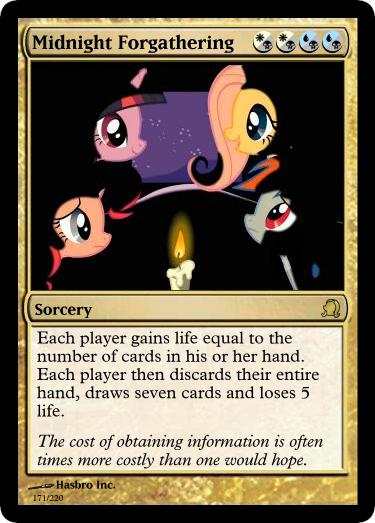 Midnight Forgathering
Sorcery
Each player gains life equal to the
number of cards in his or her hand.
Each player then discards their entire
hand, draws seven cards and loses 5
life.
The cost of obtaining information is often
times more costly than one would hope.
Hasbro Inc.
171/220